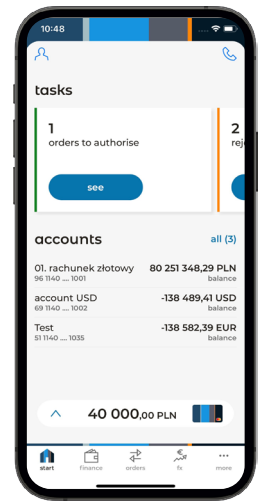 10:48
tasks
1
orders to authorise
see
2
rej
accounts
all (3)
01. rachunek złotowy 80 251 348,29 PLN
96 1140 .... 1001 balance
account USD -138 489,41 USD
69 1140 .... 1002 balance
Test -138 582,39 EUR
51 1140 .... 1035 balance
40 000,00 PLN
start finance orders fx more